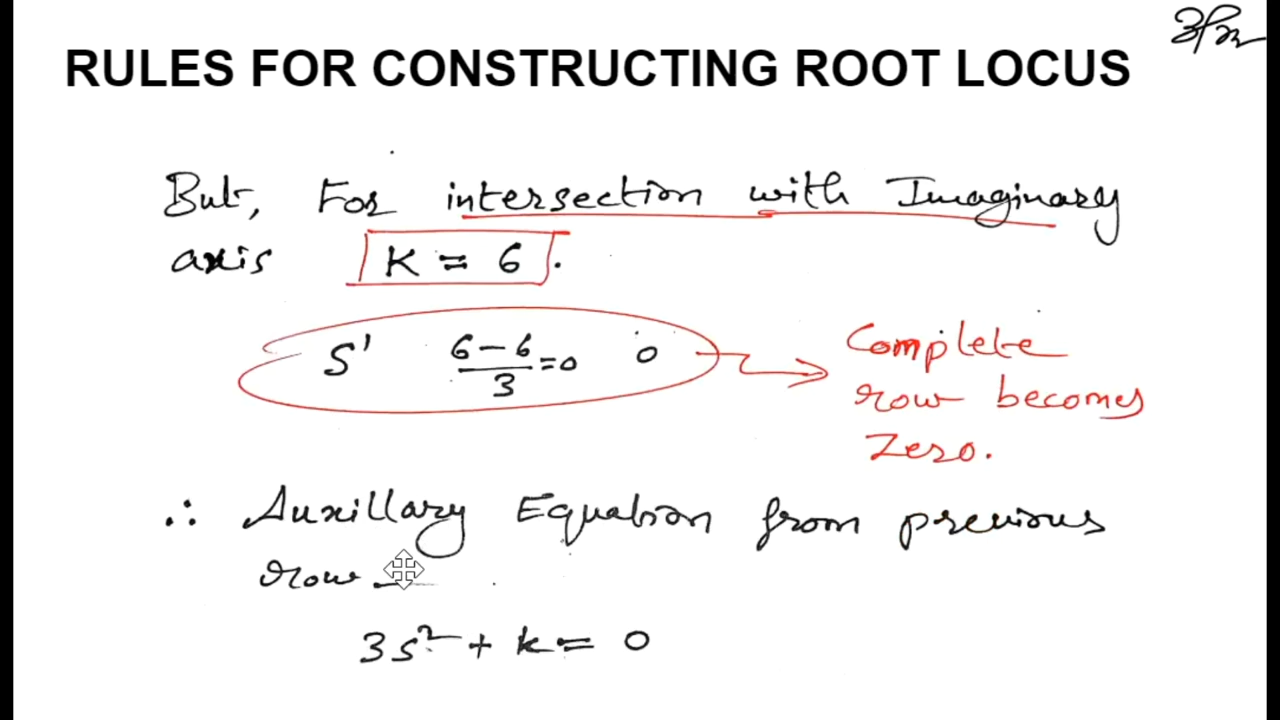 RULES FOR CONSTRUCTING ROOT LOCUS
But, For intersection with Imaginary
axis K = 6.
S¹ 6-6/3 = 0 0
Complete
row becomes
Zero.
∴ Auxillary Equation from previous
row -
3s² + k = 0